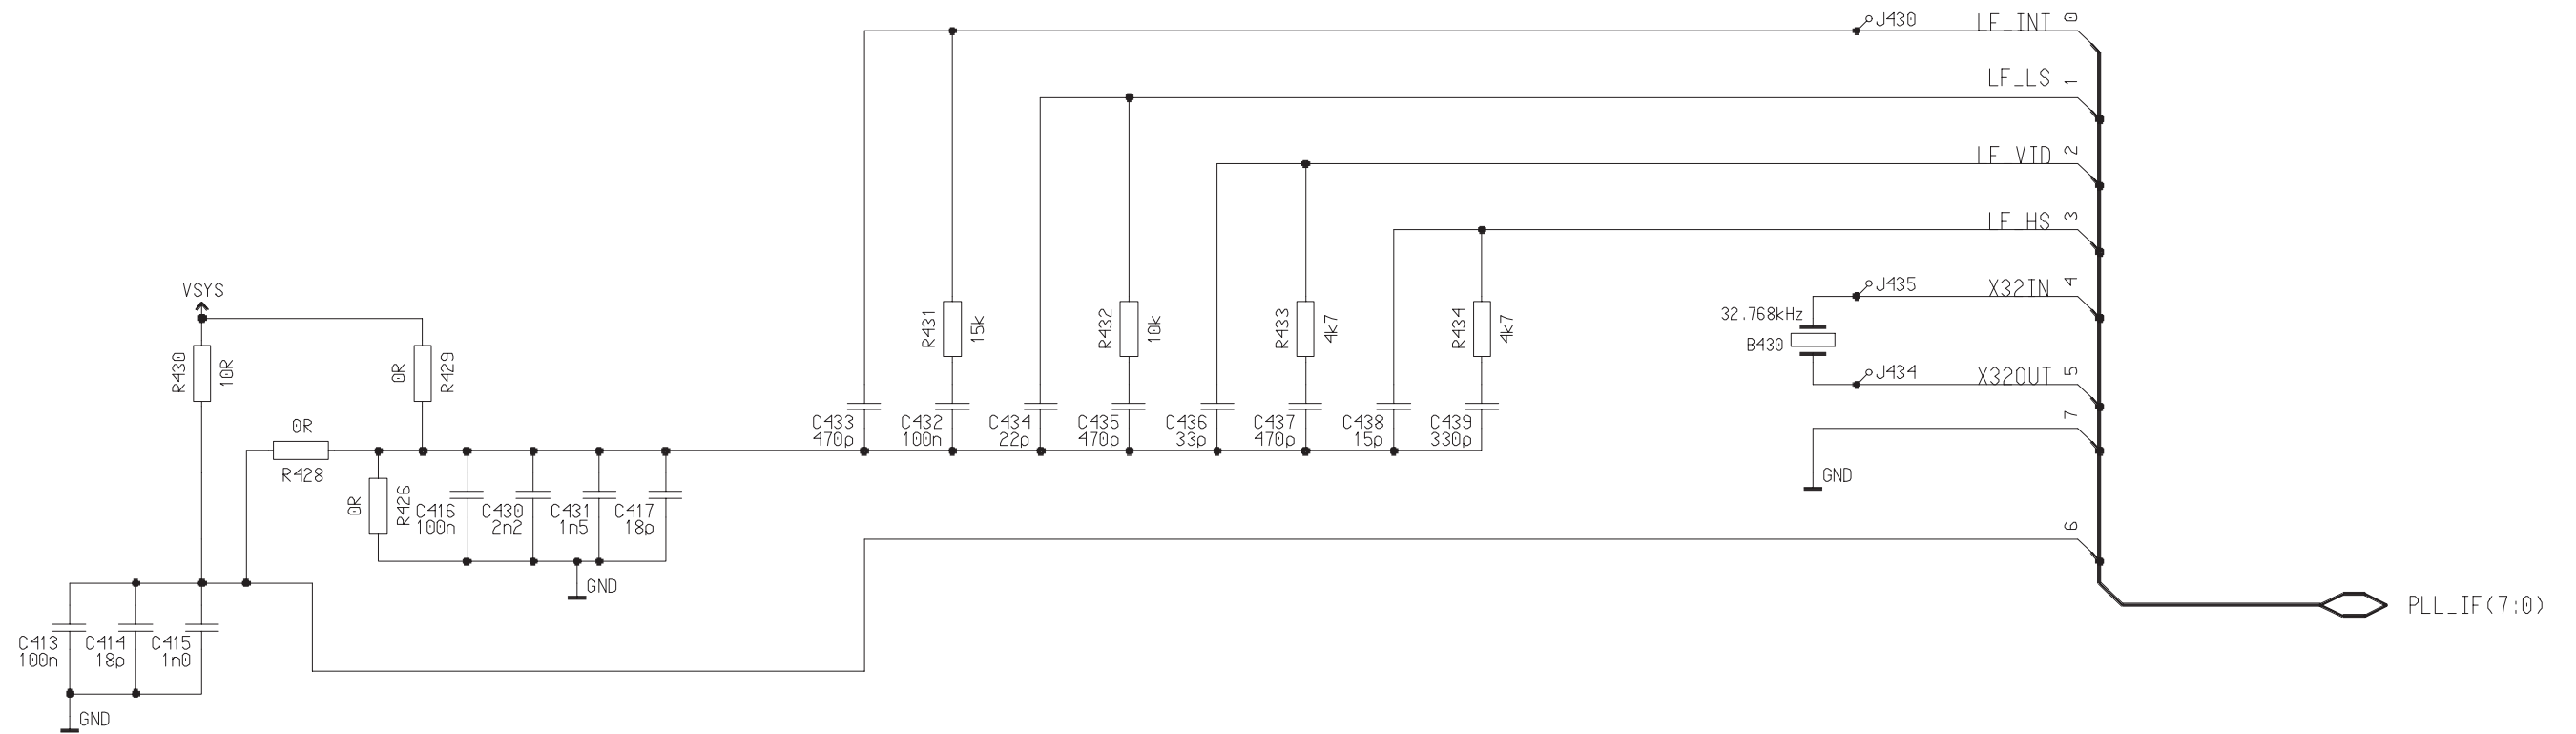 J430
LF_INT 0
LF_LS 1
LF_VID 2
LF_HS 3
J435
X32IN 4
32.768kHz
B430
J434
X32OUT 5
7
GND
6
PLL_IF(7:0)
VSYS
R430
10R
0R
R429
0R
R428
0R
R426
C416
100n
C430
2n2
C431
1n5
C417
18p
GND
R431
15k
R432
10k
R433
4k7
R434
4k7
C433
470p
C432
100n
C434
22p
C435
470p
C436
33p
C437
470p
C438
15p
C439
330p
C413
100n
C414
18p
C415
1n0
GND